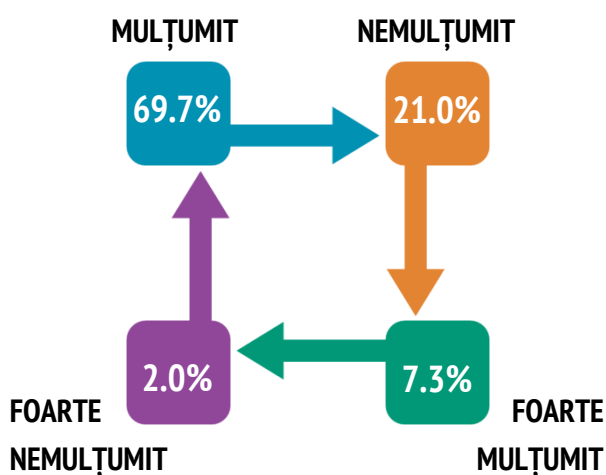 MULȚUMIT
NEMULȚUMIT
69.7%
21.0%
2.0%
7.3%
FOARTE
NEMULȚUMIT
FOARTE
MULȚUMIT